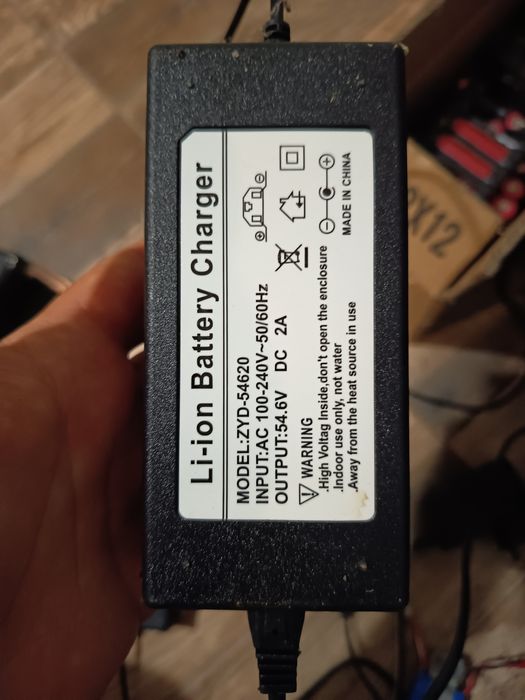 Li-ion Battery Charger
MODEL:ZYD-54620
INPUT:AC 100-240V~50/60Hz
OUTPUT:54.6V DC 2A
WARNING
.High Voltag Inside,don't open the enclosure
.Indoor use only, not water
.Away from the heat source in use
MADE IN CHINA
2X12